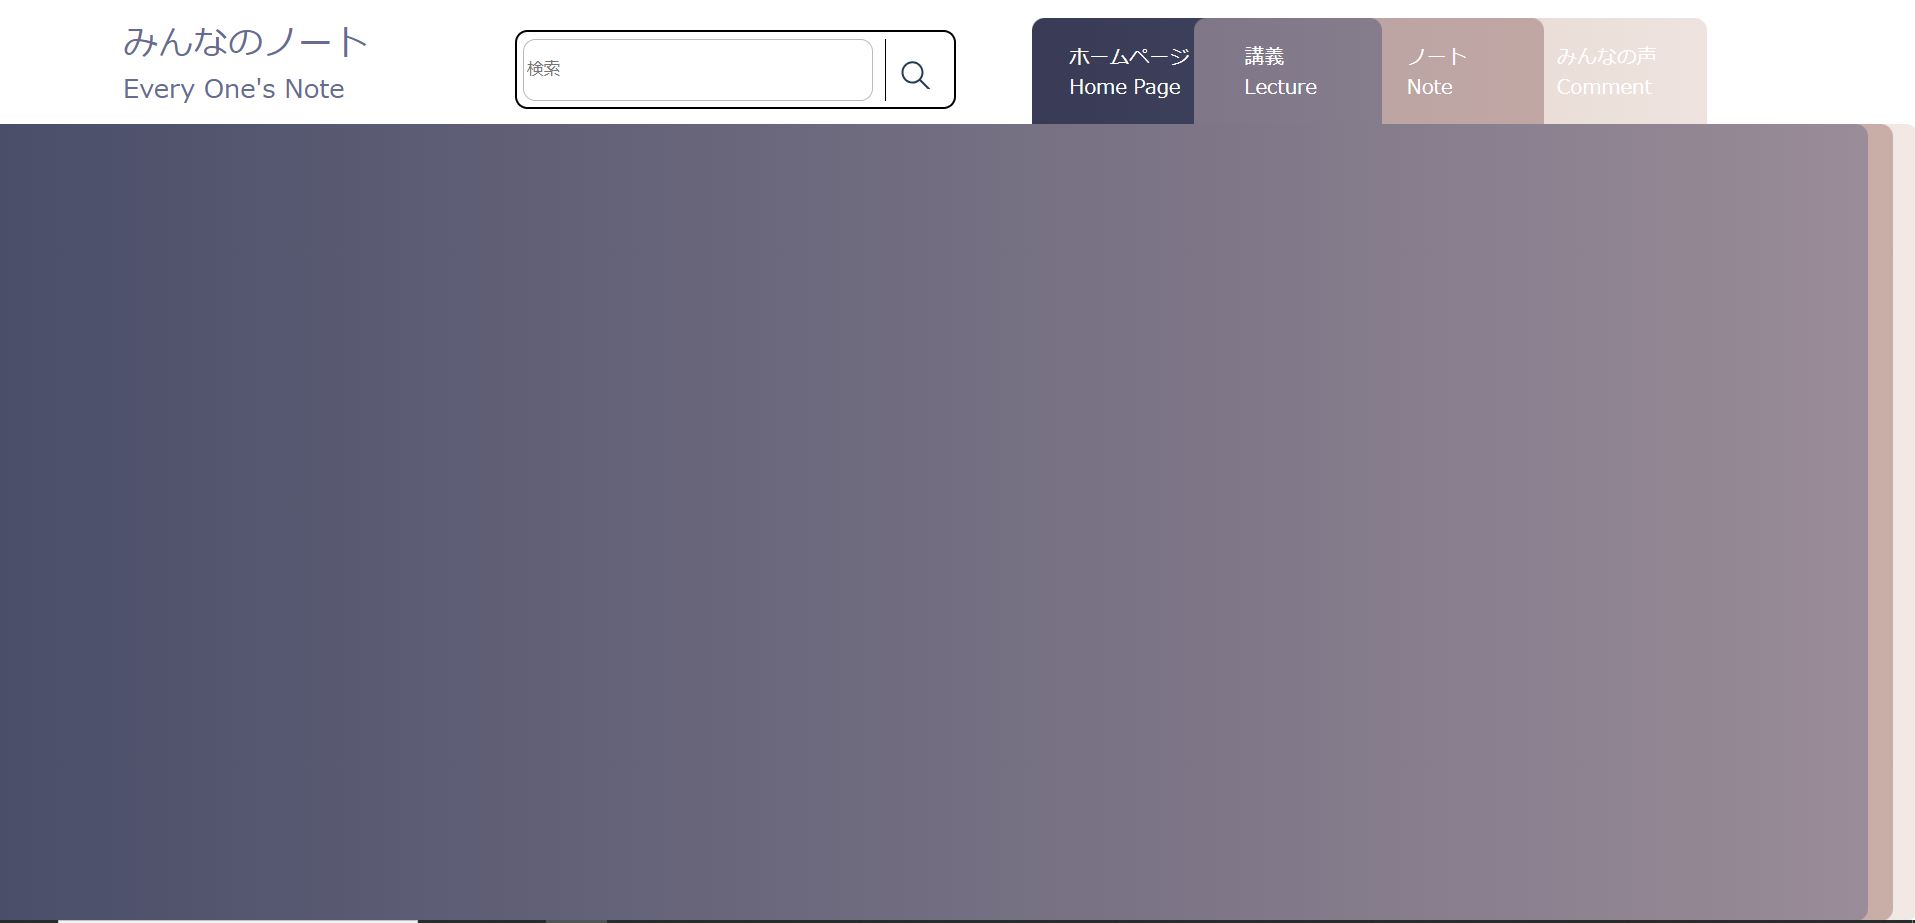 みんなのノート
Every One's Note
検索
ホームページ
Home Page
講義
Lecture
ノート
Note
みんなの声
Comment